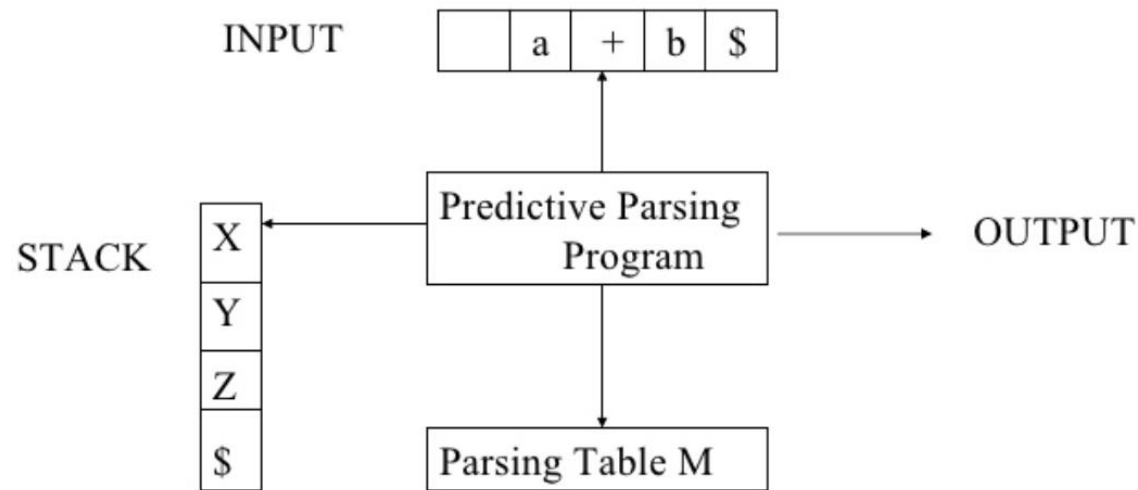 INPUT
a + b $
Predictive Parsing
Program
OUTPUT
STACK
X
Y
Z
$
Parsing Table M